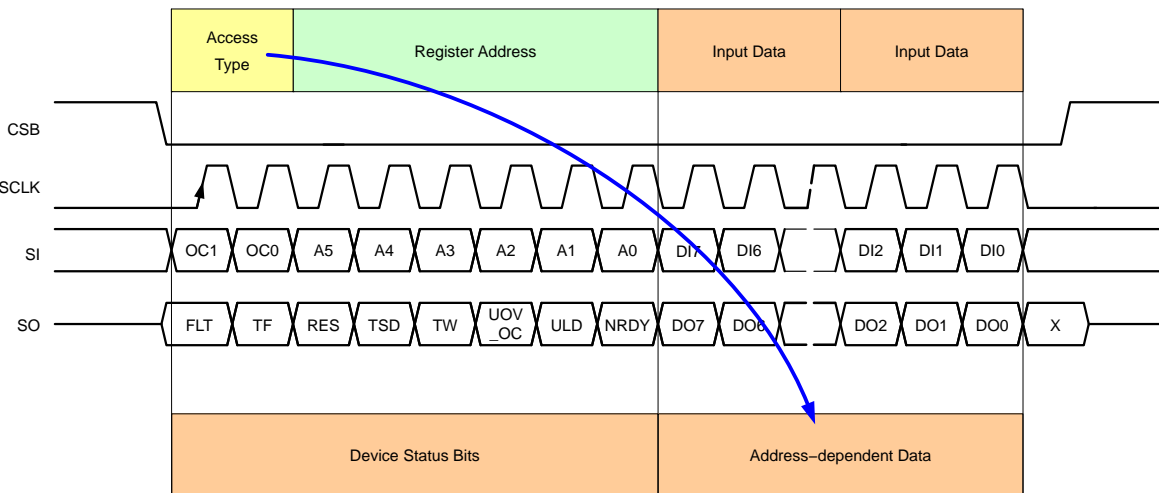 Access
Type
Register Address
Input Data
Input Data
CSB
SCLK
SI
OC1 OC0 A5 A4 A3 A2 A1 A0 DI7 DI6 DI2 DI1 DI0
SO
FLT TF RES TSD TW UOV
_OC ULD NRDY DO7 DO6 DO2 DO1 DO0 X
Device Status Bits
Address–dependent Data